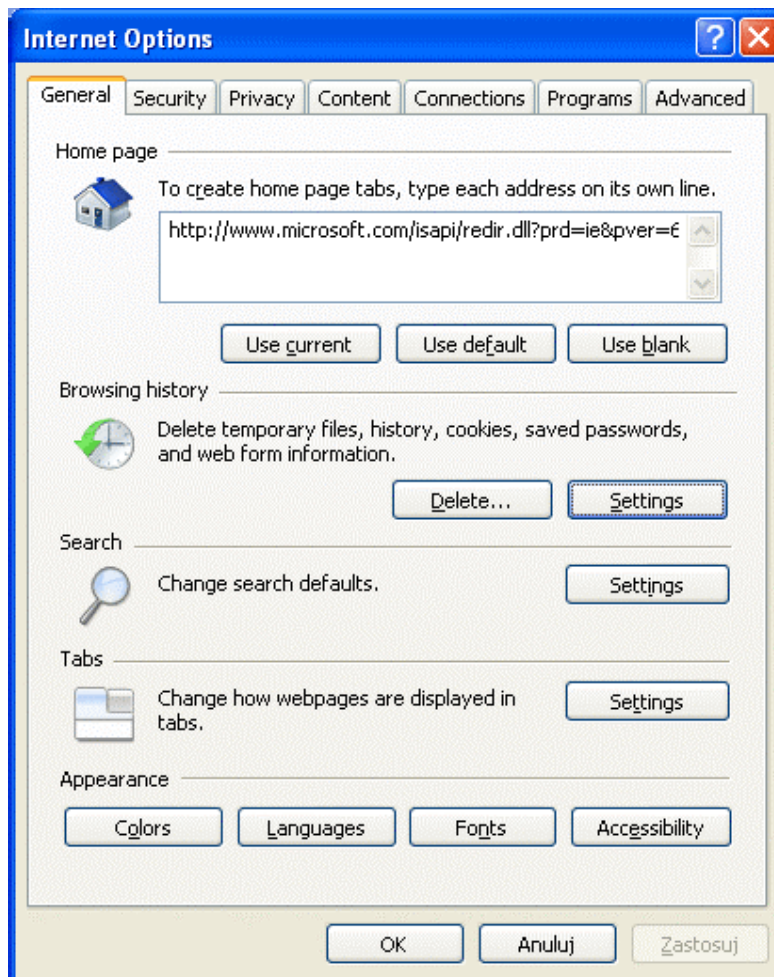 Internet Options
General Security Privacy Content Connections Programs Advanced
Home page
To create home page tabs, type each address on its own line.
http://www.microsoft.com/isapi/redir.dll?prd=ie&pver=6
Use current Use default Use blank
Browsing history
Delete temporary files, history, cookies, saved passwords,
and web form information.
Delete... Settings
Search
Change search defaults.
Settings
Tabs
Change how webpages are displayed in
tabs.
Settings
Appearance
Colors Languages Fonts Accessibility
OK Anuluj Zastosuj